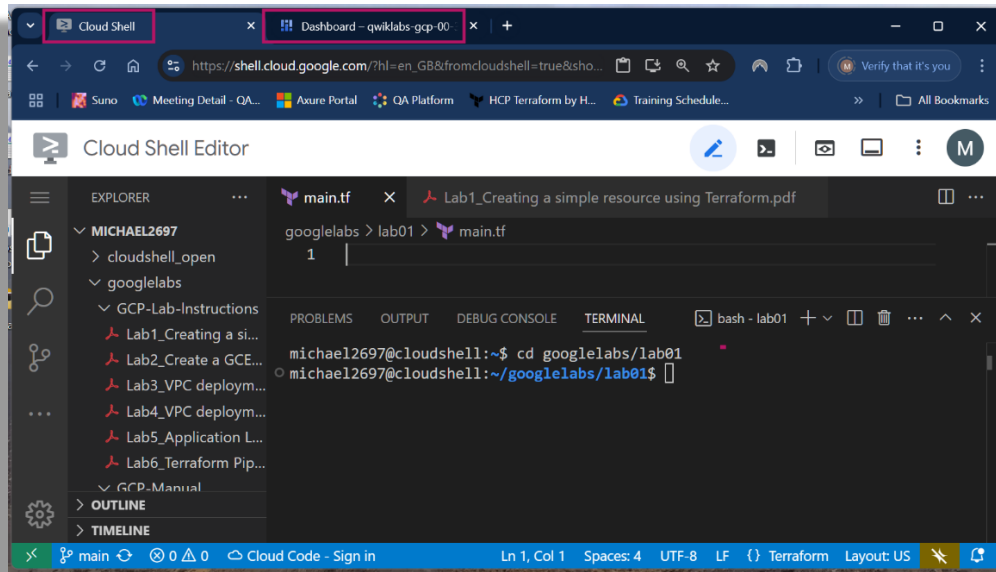 Cloud Shell
Dashboard – qwiklabs-gcp-00-
https://shell.cloud.google.com/?hl=en_GB&fromcloudshell=true&sho...
Verify that it's you
Suno
Meeting Detail - QA...
Axure Portal
QA Platform
HCP Terraform by H...
Training Schedule...
»
All Bookmarks
Cloud Shell Editor
M
EXPLORER
main.tf
Lab1_Creating a simple resource using Terraform.pdf
MICHAEL2697
cloudshell_open
googlelabs
GCP-Lab-Instructions
Lab1_Creating a si...
Lab2_Create a GCE...
Lab3_VPC deploym...
Lab4_VPC deploym...
Lab5_Application L...
Lab6_Terraform Pip...
GCP-Manual
OUTLINE
TIMELINE
googlelabs > lab01 > main.tf
1
PROBLEMS OUTPUT DEBUG CONSOLE TERMINAL
bash - lab01
michael2697@cloudshell:~$ cd googlelabs/lab01
michael2697@cloudshell:~/googlelabs/lab01$
main
0
0
Cloud Code - Sign in
Ln 1, Col 1
Spaces: 4
UTF-8
LF
{} Terraform
Layout: US